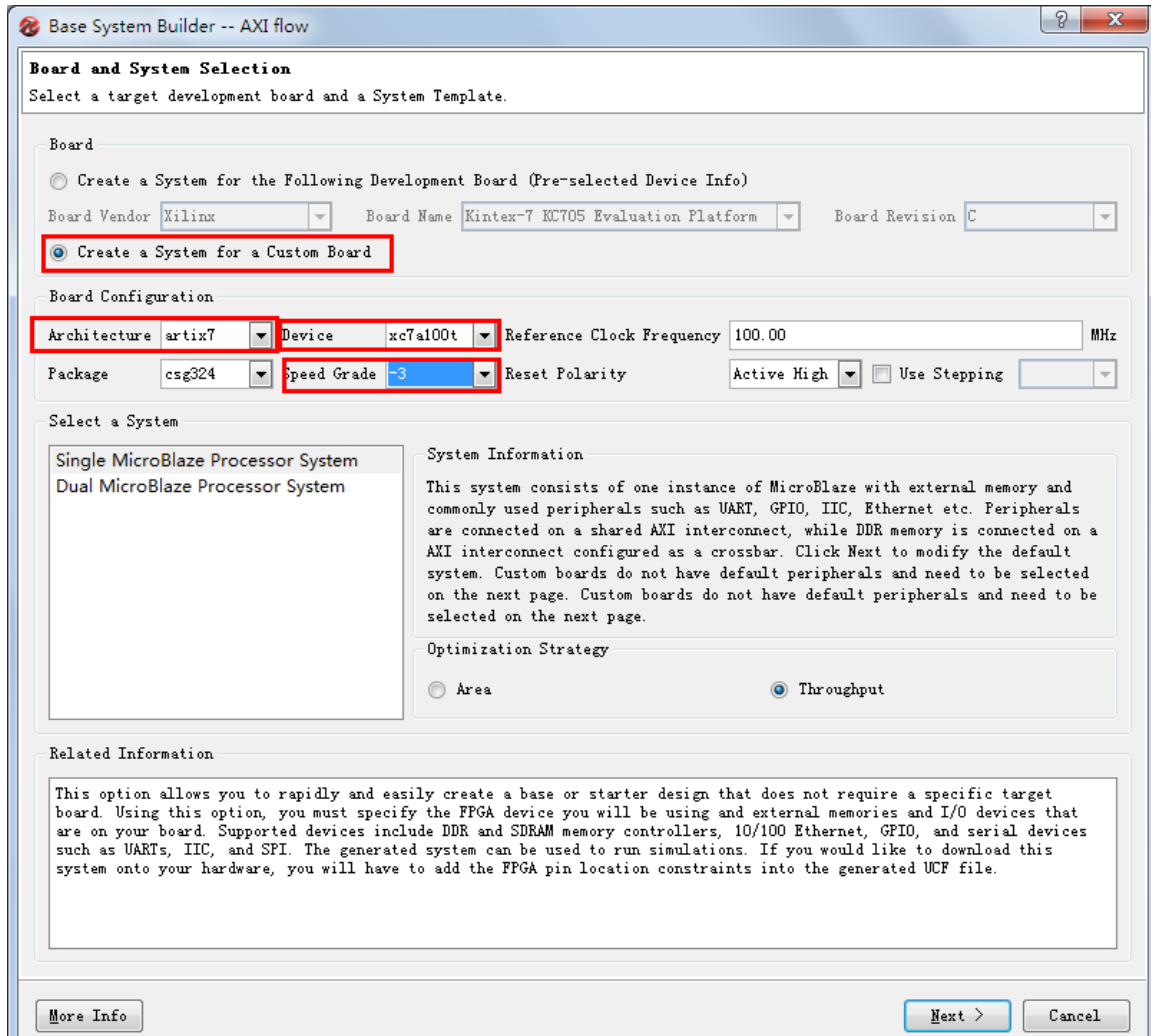 Base System Builder -- AXI flow
Board and System Selection
Select a target development board and a System Template.
Board
Create a System for the Following Development Board (Pre-selected Device Info)
Board Vendor Xilinx Board Name Kintex-7 KC705 Evaluation Platform Board Revision C
Create a System for a Custom Board
Board Configuration
Architecture artix7 Device xc7a100t Reference Clock Frequency 100.00 MHz
Package csg324 Speed Grade -3 Reset Polarity Active High Use Stepping
Select a System
Single MicroBlaze Processor System
Dual MicroBlaze Processor System
System Information
This system consists of one instance of MicroBlaze with external memory and
commonly used peripherals such as UART, GPIO, IIC, Ethernet etc. Peripherals
are connected on a shared AXI interconnect, while DDR memory is connected on a
AXI interconnect configured as a crossbar. Click Next to modify the default
system. Custom boards do not have default peripherals and need to be selected
on the next page. Custom boards do not have default peripherals and need to be
selected on the next page.
Optimization Strategy
Area Throughput
Related Information
This option allows you to rapidly and easily create a base or starter design that does not require a specific target
board. Using this option, you must specify the FPGA device you will be using and external memories and I/O devices that
are on your board. Supported devices include DDR and SDRAM memory controllers, 10/100 Ethernet, GPIO, and serial devices
such as UARTs, IIC, and SPI. The generated system can be used to run simulations. If you would like to download this
system onto your hardware, you will have to add the FPGA pin location constraints into the generated UCF file.
More Info Next > Cancel